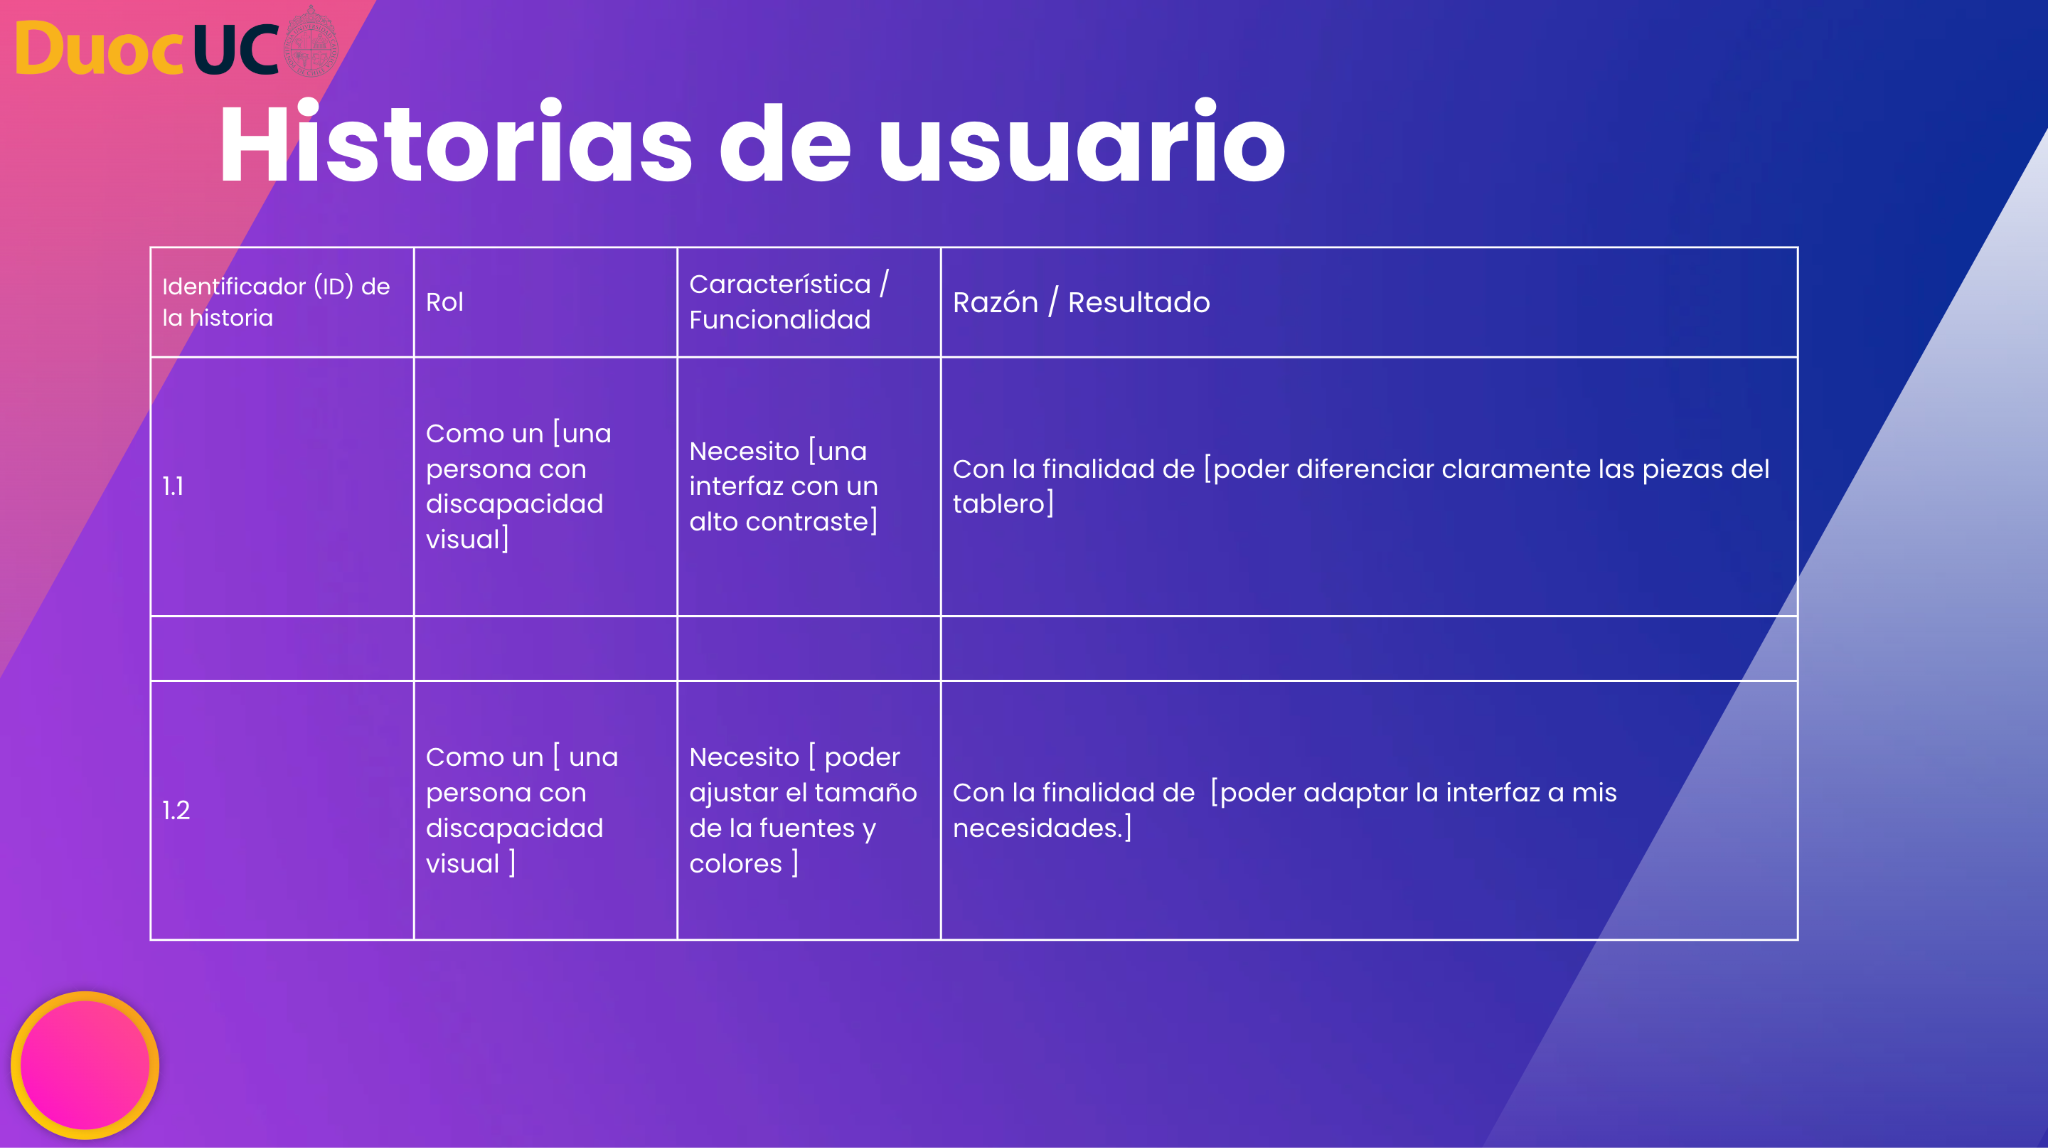 Duoc UC
Historias de usuario
Identificador (ID) de
la historia
Rol
Característica /
Funcionalidad
Razón / Resultado
1.1
Como un [una
persona con
discapacidad
visual]
Necesito [una
interfaz con un
alto contraste]
Con la finalidad de [poder diferenciar claramente las piezas del
tablero]
1.2
Como un [ una
persona con
discapacidad
visual ]
Necesito [ poder
ajustar el tamaño
de la fuentes y
colores ]
Con la finalidad de  [poder adaptar la interfaz a mis
necesidades.]